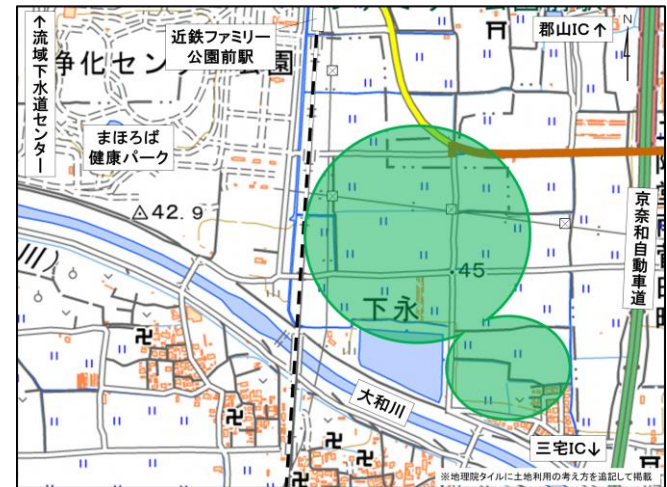 ↑流域下水道センター
近鉄ファミリー
公園前駅
郡山IC↑
N
浄化センター公園
まほろば
健康パーク
42.9
京奈和自動車道
45
下永
大和川
三宅IC↓
※地理院タイルに土地利用の考え方を追記して掲載